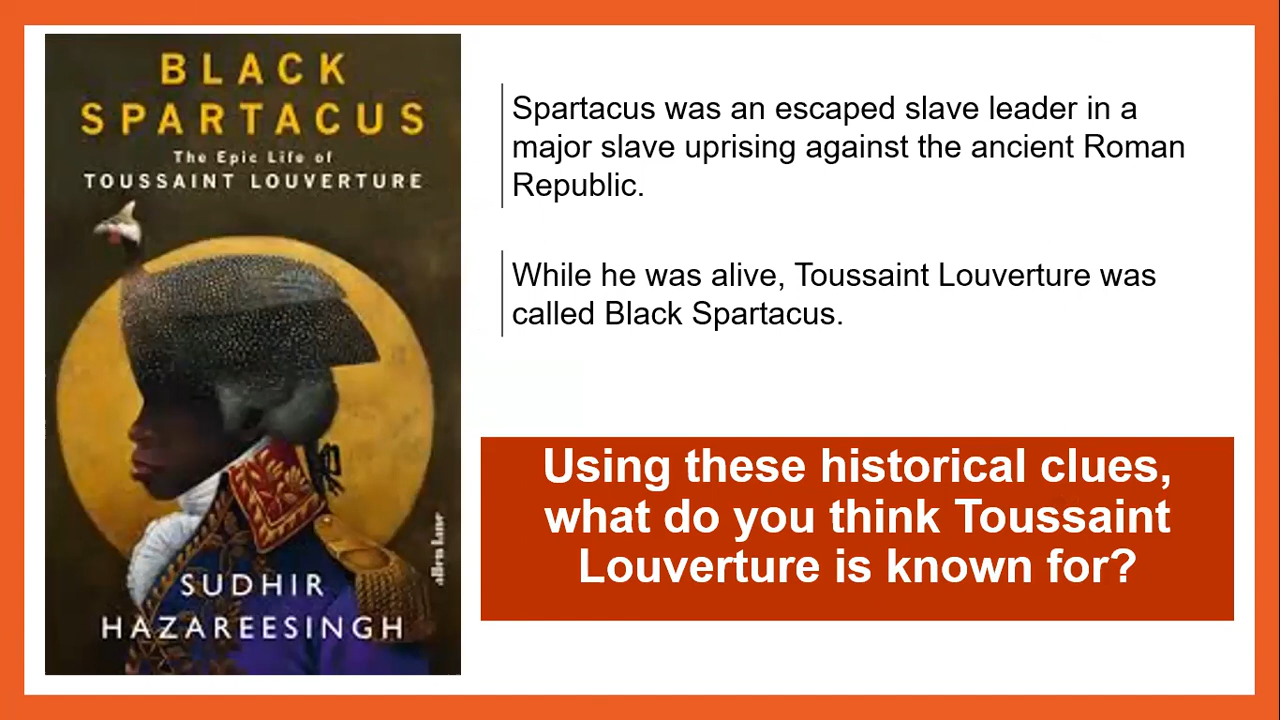 BLACK
SPARTACUS
The Epic Life of
TOUSSAINT LOUVERTURE
allen lane
SUDHIR
HAZAREESINGH
Spartacus was an escaped slave leader in a
major slave uprising against the ancient Roman
Republic.
While he was alive, Toussaint Louverture was
called Black Spartacus.
Using these historical clues,
what do you think Toussaint
Louverture is known for?